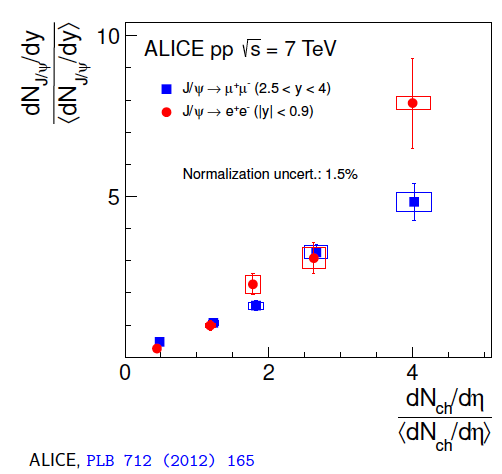 dN_J/ψ/dy
⟨dN_J/ψ/dy⟩
10
ALICE pp √s = 7 TeV
J/ψ → μ⁺μ⁻ (2.5 < y < 4)
J/ψ → e⁺e⁻ (|y| < 0.9)
Normalization uncert.: 1.5%
5
0 2 4
dN_ch/dη
⟨dN_ch/dη⟩
ALICE, PLB 712 (2012) 165